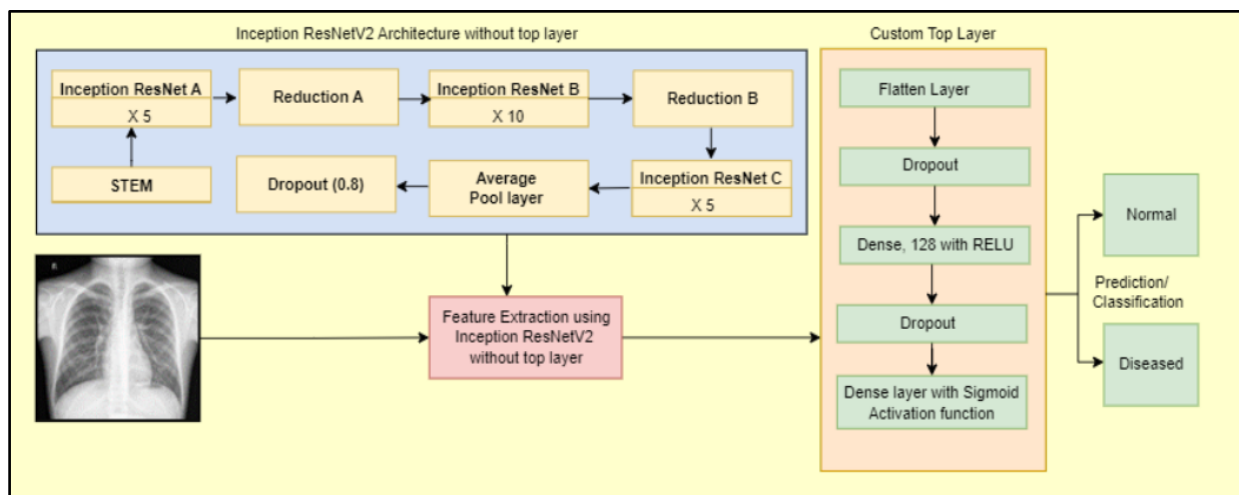 Inception ResNetV2 Architecture without top layer
Custom Top Layer
Inception ResNet A
X 5
Reduction A
Inception ResNet B
X 10
Reduction B
STEM
Dropout (0.8)
Average
Pool layer
Inception ResNet C
X 5
Feature Extraction using
Inception ResNetV2
without top layer
Flatten Layer
Dropout
Dense, 128 with RELU
Dropout
Dense layer with Sigmoid
Activation function
Prediction/
Classification
Normal
Diseased